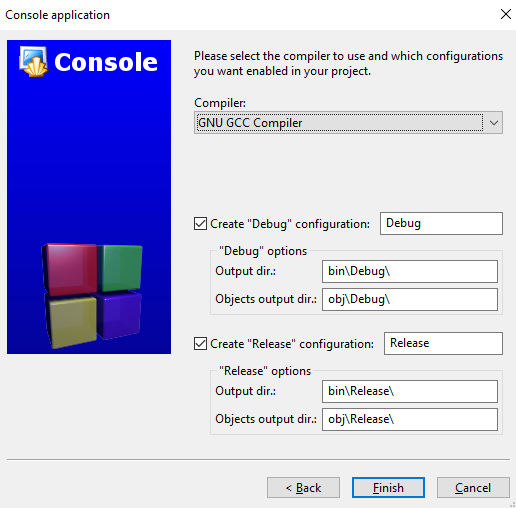 Console application
Console
Please select the compiler to use and which configurations
you want enabled in your project.
Compiler:
GNU GCC Compiler
Create "Debug" configuration: Debug
"Debug" options
Output dir.: bin\Debug\
Objects output dir.: obj\Debug\
Create "Release" configuration: Release
"Release" options
Output dir.: bin\Release\
Objects output dir.: obj\Release\
< Back Finish Cancel